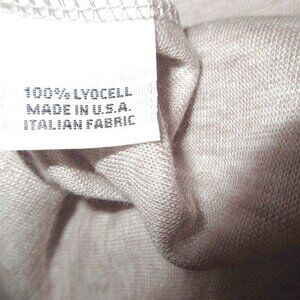 100% LYOCELL
MADE IN U.S.A.
ITALIAN FABRIC